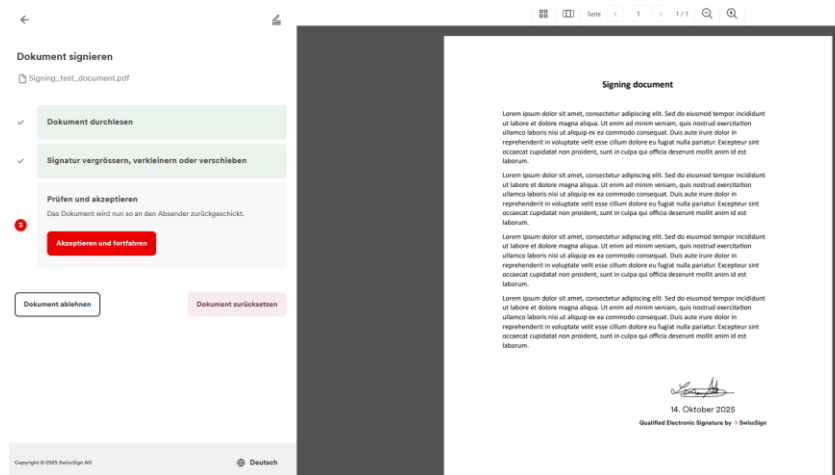 Dokument signieren
Signing_test_document.pdf
Dokument durchlesen
Signatur vergrössern, verkleinern oder verschieben
Prüfen und akzeptieren
Das Dokument wird nun so an den Absender zurückgeschickt.
3
Akzeptieren und fortfahren
Dokument ablehnen
Dokument zurücksetzen
Copyright © 2025 SwissSign AG
Deutsch
Seite < 1 > 1/1
Signing document
Lorem ipsum dolor sit amet, consectetur adipiscing elit. Sed do eiusmod tempor incididunt
ut labore et dolore magna aliqua. Ut enim ad minim veniam, quis nostrud exercitation
ullamco laboris nisi ut aliquip ex ea commodo consequat. Duis aute irure dolor in
reprehenderit in voluptate velit esse cillum dolore eu fugiat nulla pariatur. Excepteur sint
occaecat cupidatat non proident, sunt in culpa qui officia deserunt mollit anim id est
laborum.
Lorem ipsum dolor sit amet, consectetur adipiscing elit. Sed do eiusmod tempor incididunt
ut labore et dolore magna aliqua. Ut enim ad minim veniam, quis nostrud exercitation
ullamco laboris nisi ut aliquip ex ea commodo consequat. Duis aute irure dolor in
reprehenderit in voluptate velit esse cillum dolore eu fugiat nulla pariatur. Excepteur sint
occaecat cupidatat non proident, sunt in culpa qui officia deserunt mollit anim id est
laborum.
Lorem ipsum dolor sit amet, consectetur adipiscing elit. Sed do eiusmod tempor incididunt
ut labore et dolore magna aliqua. Ut enim ad minim veniam, quis nostrud exercitation
ullamco laboris nisi ut aliquip ex ea commodo consequat. Duis aute irure dolor in
reprehenderit in voluptate velit esse cillum dolore eu fugiat nulla pariatur. Excepteur sint
occaecat cupidatat non proident, sunt in culpa qui officia deserunt mollit anim id est
laborum.
Lorem ipsum dolor sit amet, consectetur adipiscing elit. Sed do eiusmod tempor incididunt
ut labore et dolore magna aliqua. Ut enim ad minim veniam, quis nostrud exercitation
ullamco laboris nisi ut aliquip ex ea commodo consequat. Duis aute irure dolor in
reprehenderit in voluptate velit esse cillum dolore eu fugiat nulla pariatur. Excepteur sint
occaecat cupidatat non proident, sunt in culpa qui officia deserunt mollit anim id est
laborum.
14. Oktober 2025
Qualified Electronic Signature by SwissSign